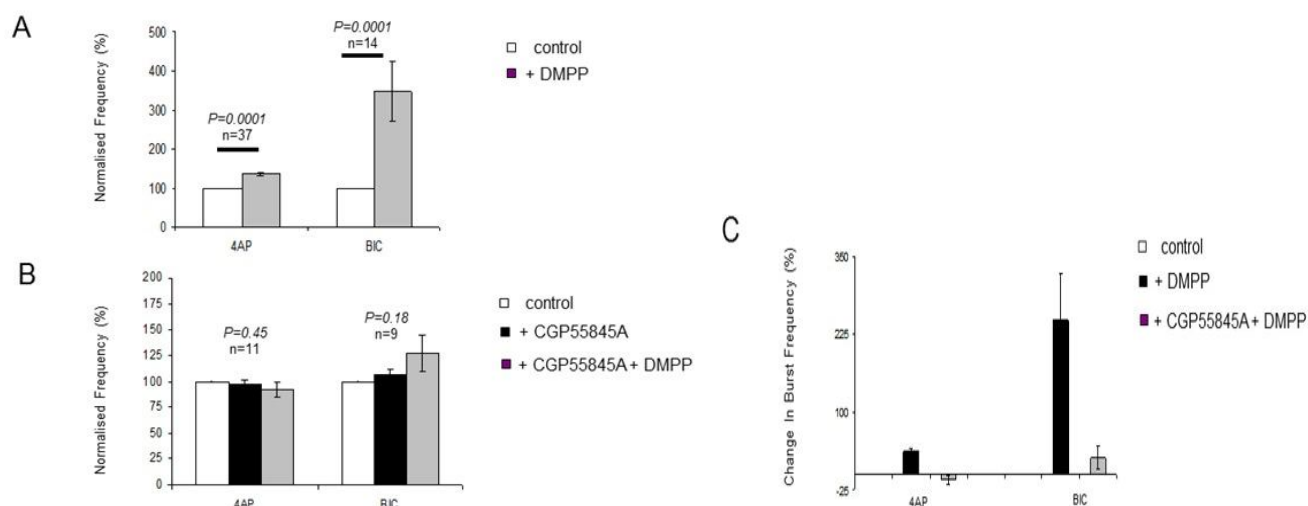 A
Normalised Frequency (%)
500
400
300
200
100
0
P=0.0001
n=37
P=0.0001
n=14
4AP
BIC
control
+ DMPP
B
Normalised Frequency (%)
200
175
150
125
100
75
50
25
0
P=0.45
n=11
P=0.18
n=9
4AP
BIC
control
+ CGP55845A
+ CGP55845A + DMPP
C
Change In Burst Frequency (%)
350
225
100
-25
4AP
BIC
control
+ DMPP
+ CGP55845A + DMPP